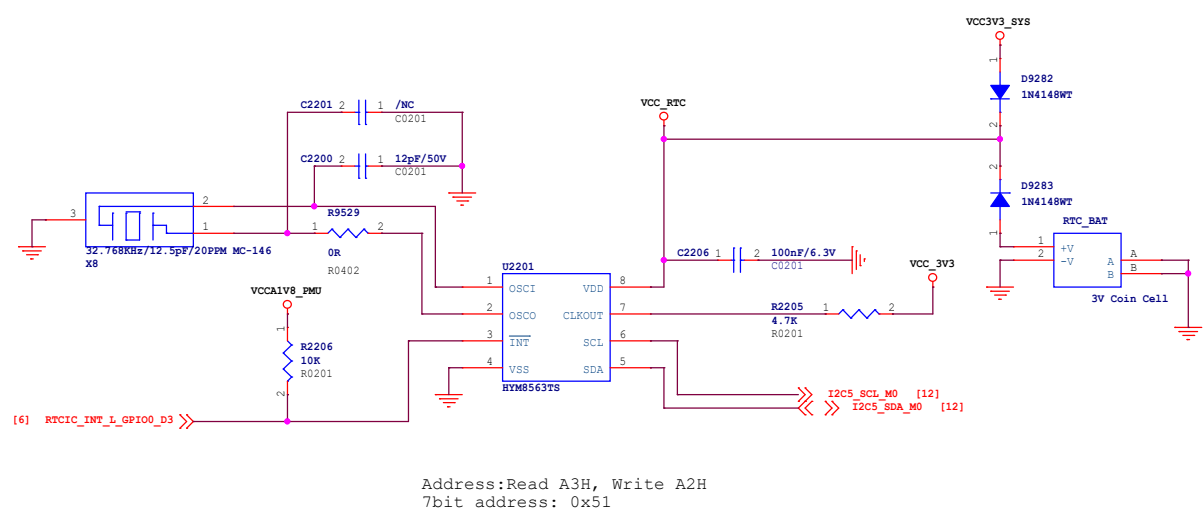 VCC3V3_SYS
1
D9282
1N4148WT
2
C2201 2 1 /NC
C0201
VCC_RTC
C2200 2 1 12pF/50V
C0201
2
D9283
1N4148WT
1
3
2
1
32.768KHz/12.5pF/20PPM MC-146
X8
R9529
1 2
0R
R0402
RTC_BAT
1 +V
2 -V
A A
B B
3V Coin Cell
C2206 1 2 100nF/6.3V
C0201
VCC_3V3
U2201
1 OSCI VDD 8
2 OSCO CLKOUT 7
3 INT SCL 6
4 VSS SDA 5
HYM8563TS
R2205 1 2
4.7K
R0201
VCCA1V8_PMU
1
R2206
10K
R0201
2
I2C5_SCL_M0 [12]
I2C5_SDA_M0 [12]
[6] RTCIC_INT_L_GPIO0_D3
Address:Read A3H, Write A2H
7bit address: 0x51